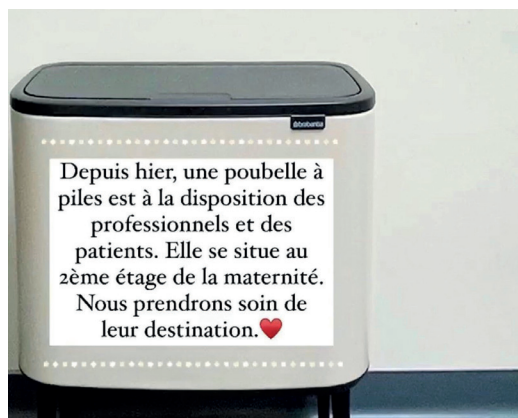 brabantia
Depuis hier, une poubelle à
piles est à la disposition des
professionnels et des
patients. Elle se situe au
2ème étage de la maternité.
Nous prendrons soin de
leur destination.❤️